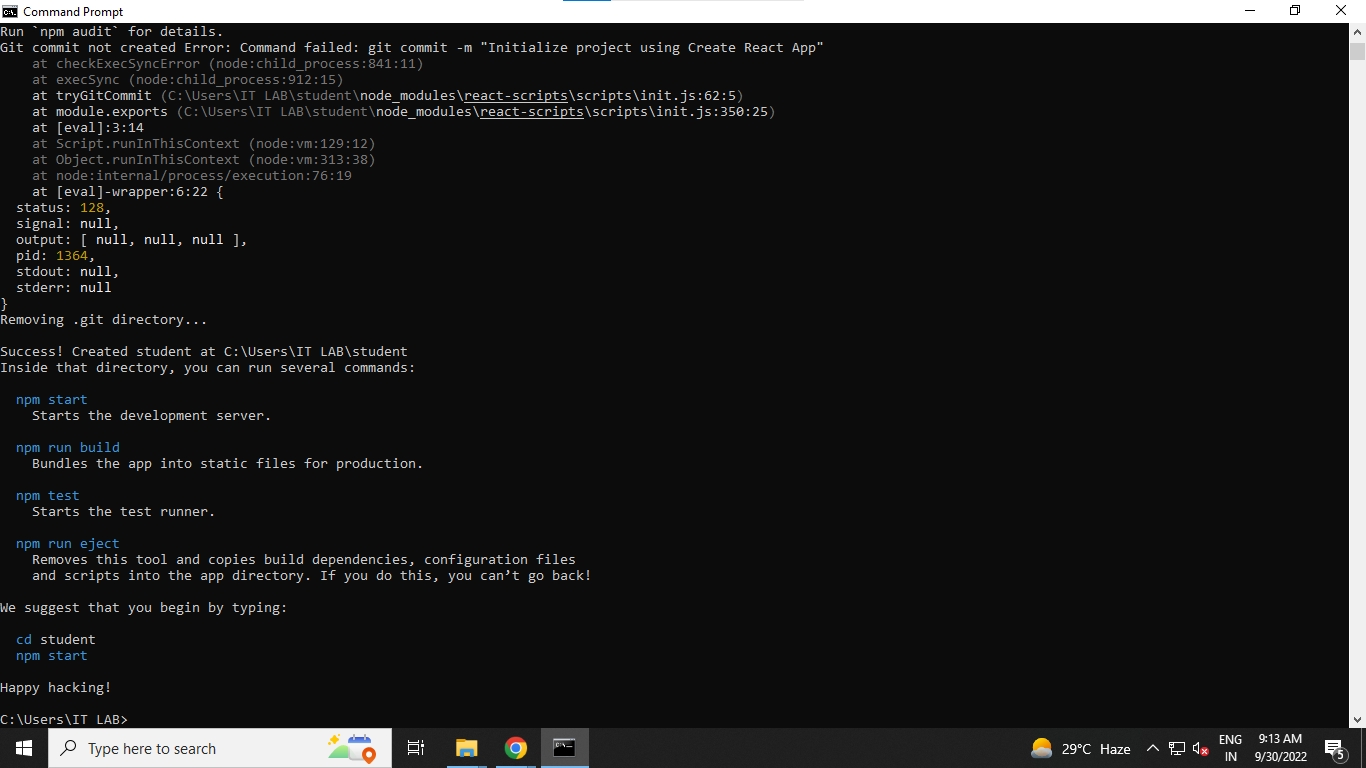 Command Prompt
Run `npm audit` for details.
Git commit not created Error: Command failed: git commit -m "Initialize project using Create React App"
at checkExecSyncError (node:child_process:841:11)
at execSync (node:child_process:912:15)
at tryGitCommit (C:\Users\IT LAB\student\node_modules\react-scripts\scripts\init.js:62:5)
at module.exports (C:\Users\IT LAB\student\node_modules\react-scripts\scripts\init.js:350:25)
at [eval]:3:14
at Script.runInThisContext (node:vm:129:12)
at Object.runInThisContext (node:vm:313:38)
at node:internal/process/execution:76:19
at [eval]-wrapper:6:22 {
status: 128,
signal: null,
output: [ null, null, null ],
pid: 1364,
stdout: null,
stderr: null
}
Removing .git directory...
Success! Created student at C:\Users\IT LAB\student
Inside that directory, you can run several commands:
npm start
Starts the development server.
npm run build
Bundles the app into static files for production.
npm test
Starts the test runner.
npm run eject
Removes this tool and copies build dependencies, configuration files
and scripts into the app directory. If you do this, you can’t go back!
We suggest that you begin by typing:
cd student
npm start
Happy hacking!
C:\Users\IT LAB>
Type here to search
29°C Haze
ENG
IN
9:13 AM
9/30/2022
5